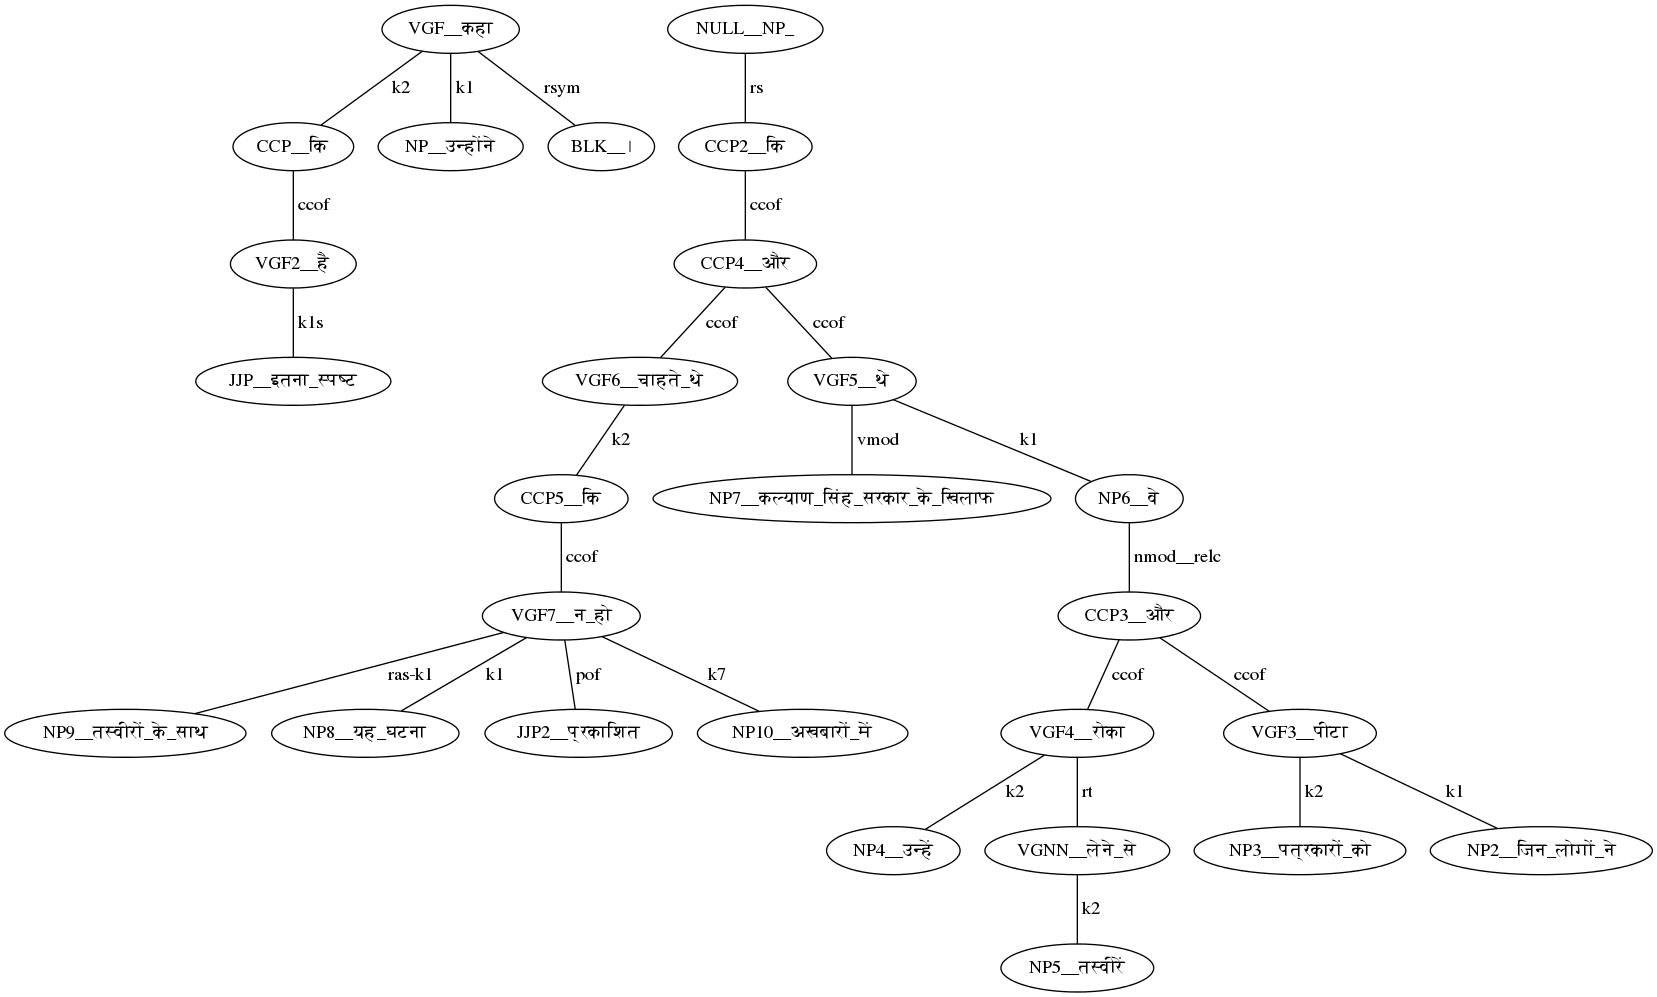 VGF__कहा NULL__NP_
k2 k1 rsym rs
CCP__कि NP__उन्होंने BLK__। CCP2__कि
ccof ccof
VGF2__है CCP4__और
k1s ccof ccof
JJP__इतना_स्पष्ट VGF6__चाहते_थे VGF5__थे
k2 vmod k1
CCP5__कि NP7__कल्याण_सिंह_सरकार_के_खिलाफ NP6__वे
ccof nmod__relc
VGF7__न_हो CCP3__और
ras-k1 k1 pof k7 ccof ccof
NP9__तस्वीरों_के_साथ NP8__यह_घटना JJP2__प्रकाशित NP10__अखबारों_में VGF4__रोका VGF3__पीटा
k2 rt k2 k1
NP4__उन्हें VGNN__लेने_से NP3__पत्रकारों_को NP2__जिन_लोगों_ने
k2
NP5__तस्वीरें